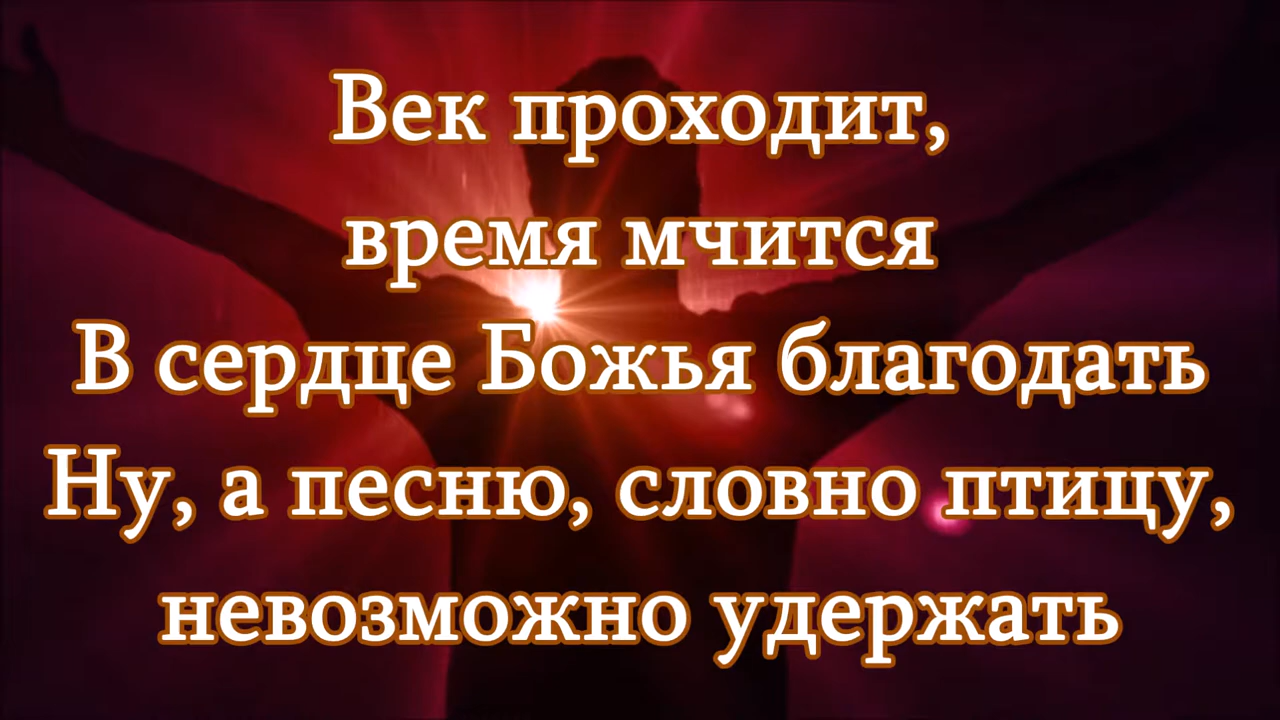 Век проходит,
время мчится
В сердце Божья благодать
Ну, а песню, словно птицу,
невозможно удержать